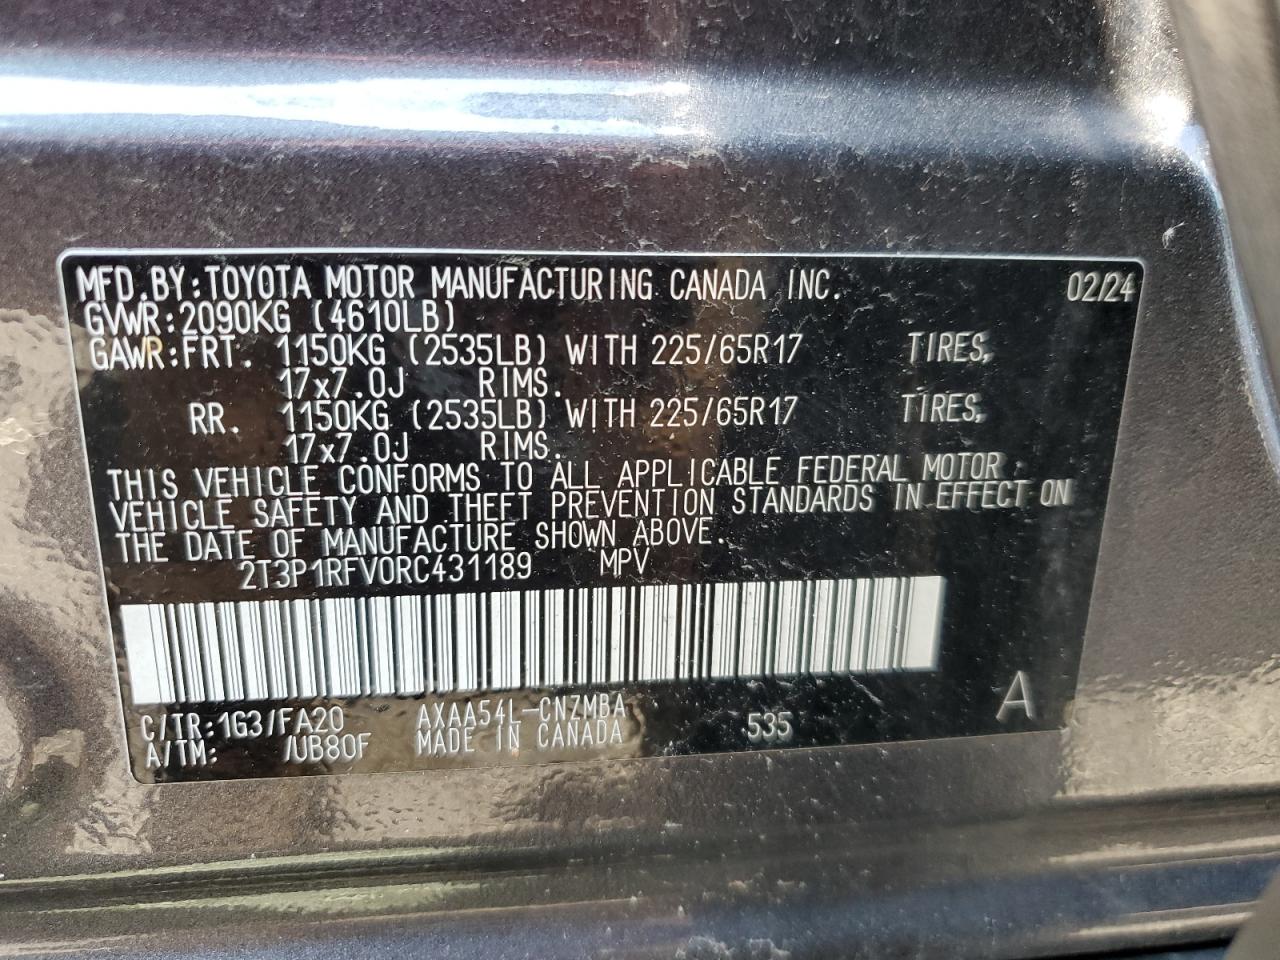 MFD.BY:TOYOTA MOTOR MANUFACTURING CANADA INC. 02/24
GVWR:2090KG (4610LB)
GAWR:FRT. 1150KG (2535LB) WITH 225/65R17 TIRES,
17x7.0J RIMS.
RR. 1150KG (2535LB) WITH 225/65R17 TIRES,
17x7.0J RIMS.
THIS VEHICLE CONFORMS TO ALL APPLICABLE FEDERAL MOTOR
VEHICLE SAFETY AND THEFT PREVENTION STANDARDS IN EFFECT ON
THE DATE OF MANUFACTURE SHOWN ABOVE.
2T3P1RFV0RC431189 MPV
C/TR:1G3/FA20 AXAA54L-CNZMBA 535 A
A/TM: /UB80F MADE IN CANADA